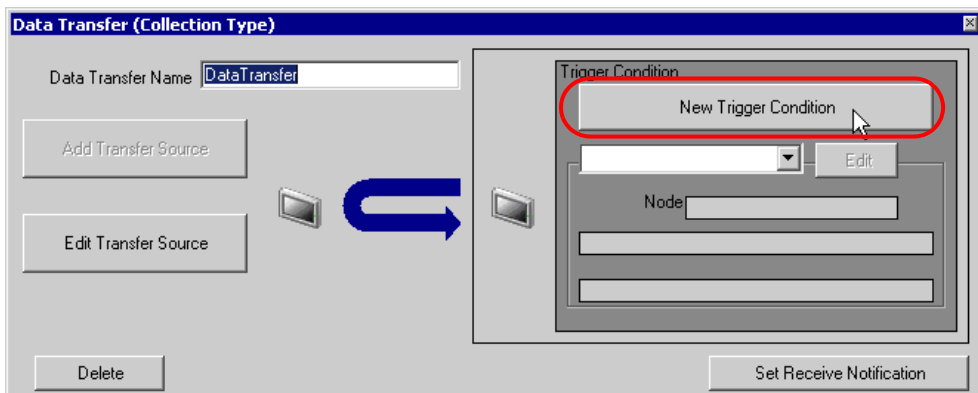 Data Transfer (Collection Type)
Data Transfer Name DataTransfer
Trigger Condition
New Trigger Condition
Add Transfer Source
Edit
Node
Edit Transfer Source
Delete
Set Receive Notification